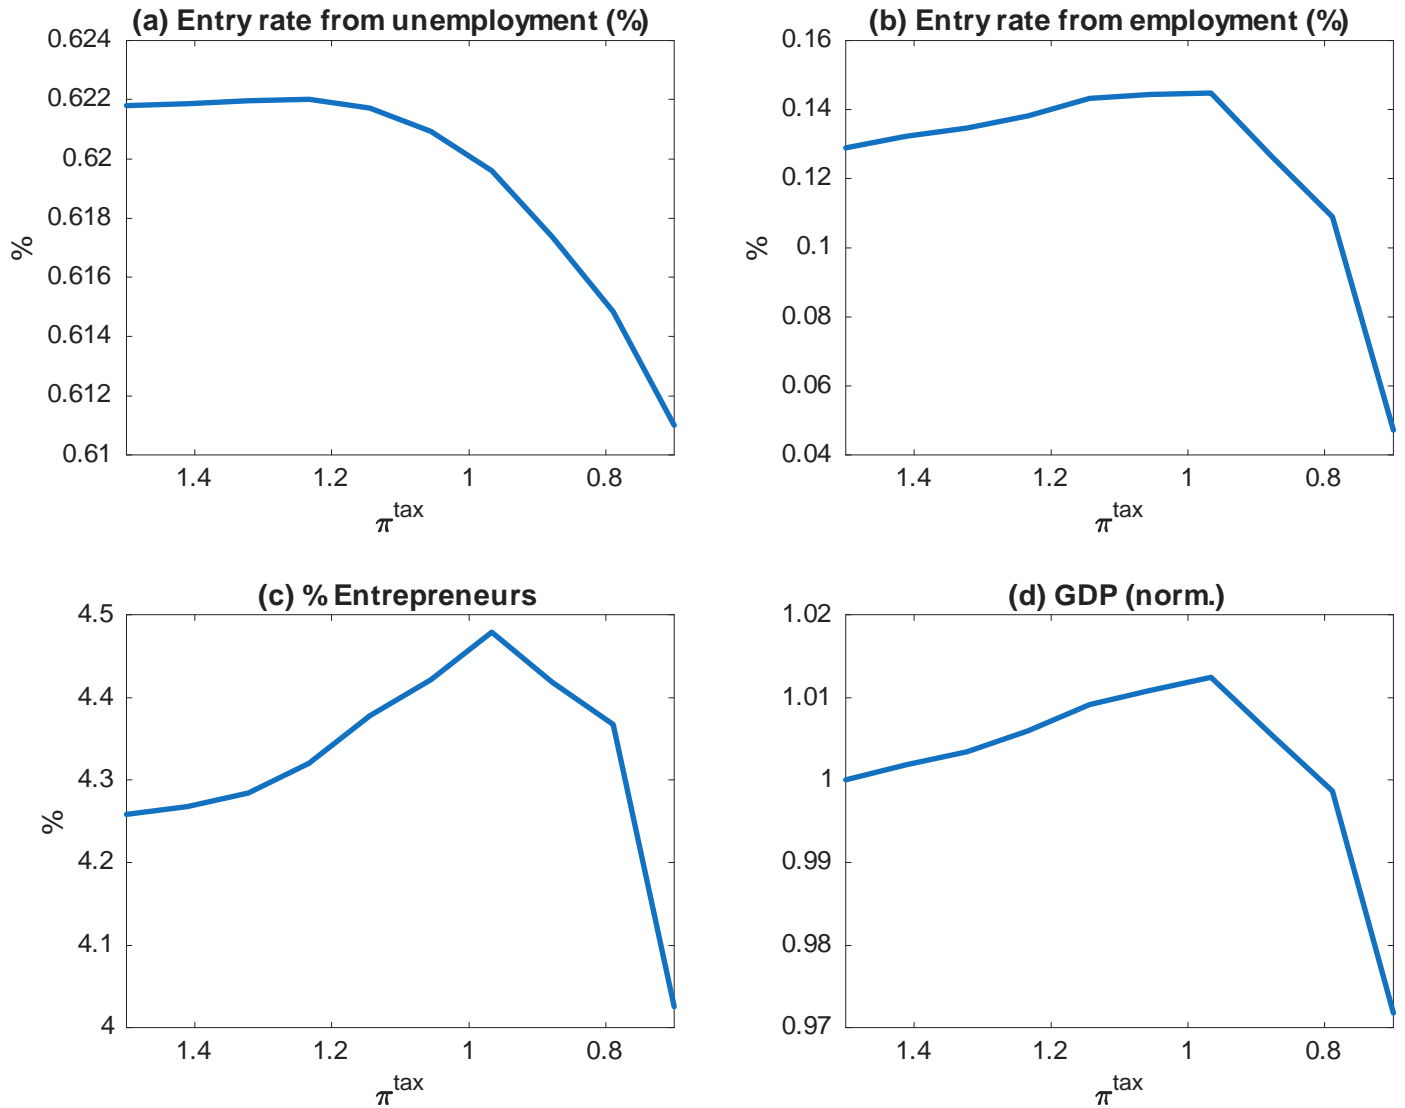 (a) Entry rate from unemployment (%)
0.624
0.622
0.62
0.618
0.616
0.614
0.612
0.61
%
1.4 1.2 1 0.8
π^tax
(b) Entry rate from employment (%)
0.16
0.14
0.12
0.1
0.08
0.06
0.04
%
1.4 1.2 1 0.8
π^tax
(c) % Entrepreneurs
4.5
4.4
4.3
4.2
4.1
4
%
1.4 1.2 1 0.8
π^tax
(d) GDP (norm.)
1.02
1.01
1
0.99
0.98
0.97
1.4 1.2 1 0.8
π^tax